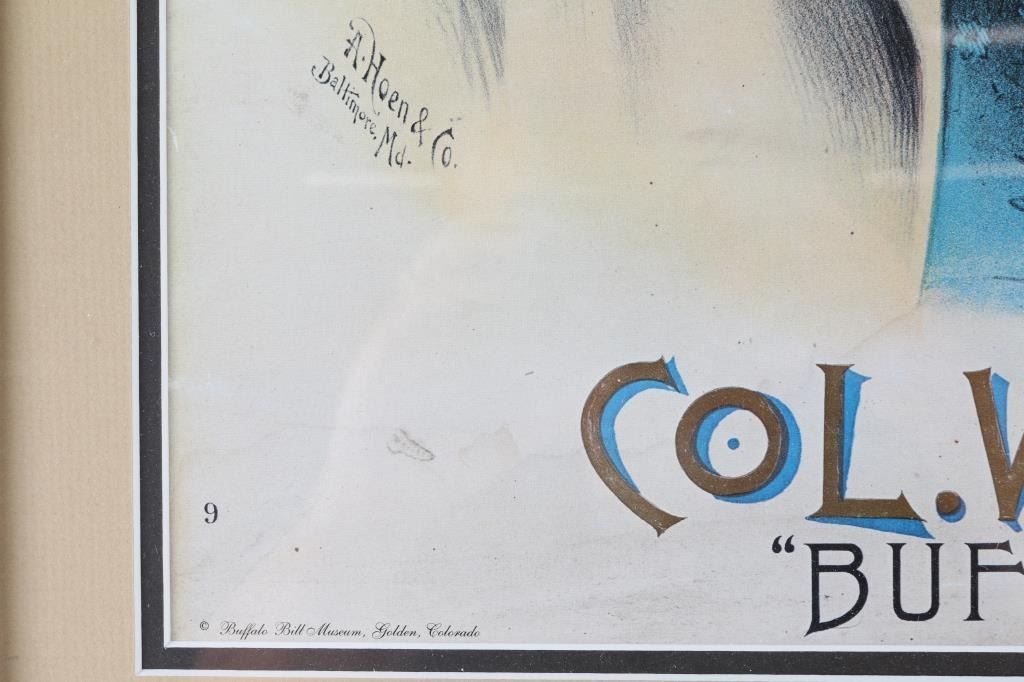 A. Hoen & Co.
Baltimore, Md.
COL. W
"BUF
9
© Buffalo Bill Museum, Golden, Colorado